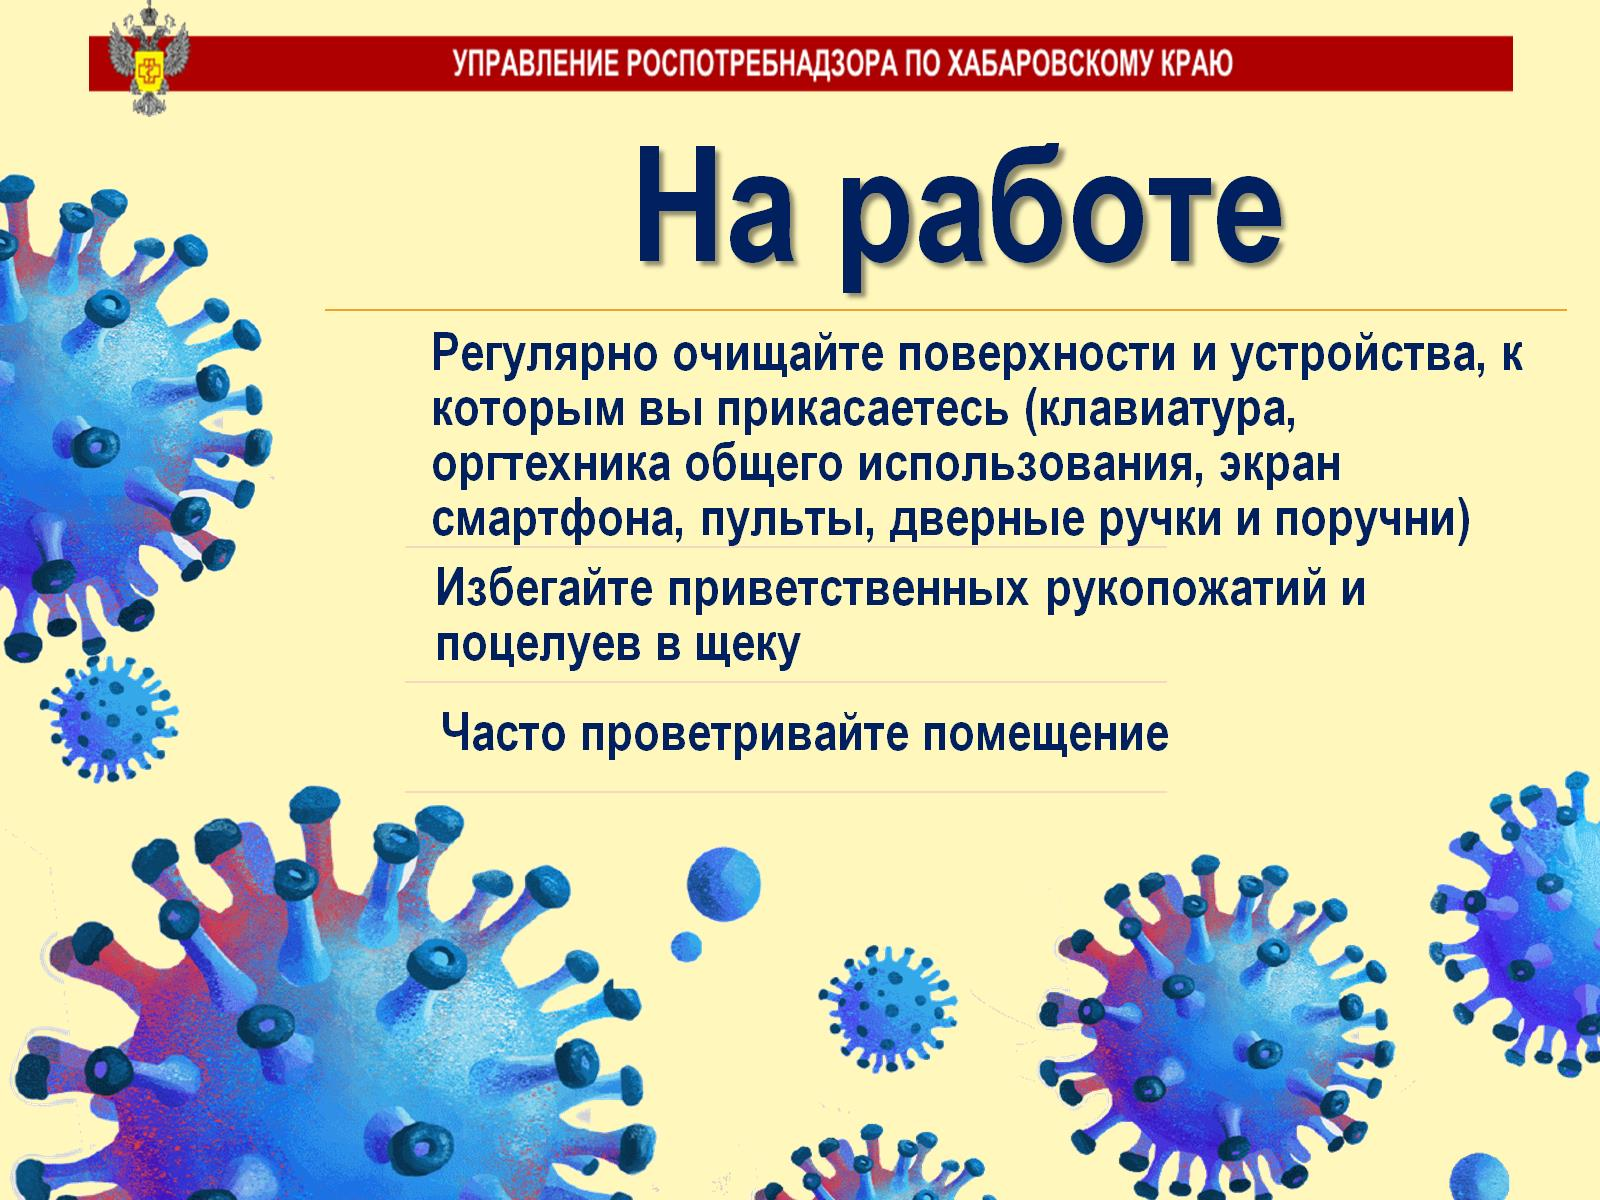 УПРАВЛЕНИЕ РОСПОТРЕБНАДЗОРА ПО ХАБАРОВСКОМУ КРАЮ
На работе
Регулярно очищайте поверхности и устройства, к
которым вы прикасаетесь (клавиатура,
оргтехника общего использования, экран
смартфона, пульты, дверные ручки и поручни)
Избегайте приветственных рукопожатий и
поцелуев в щеку
Часто проветривайте помещение